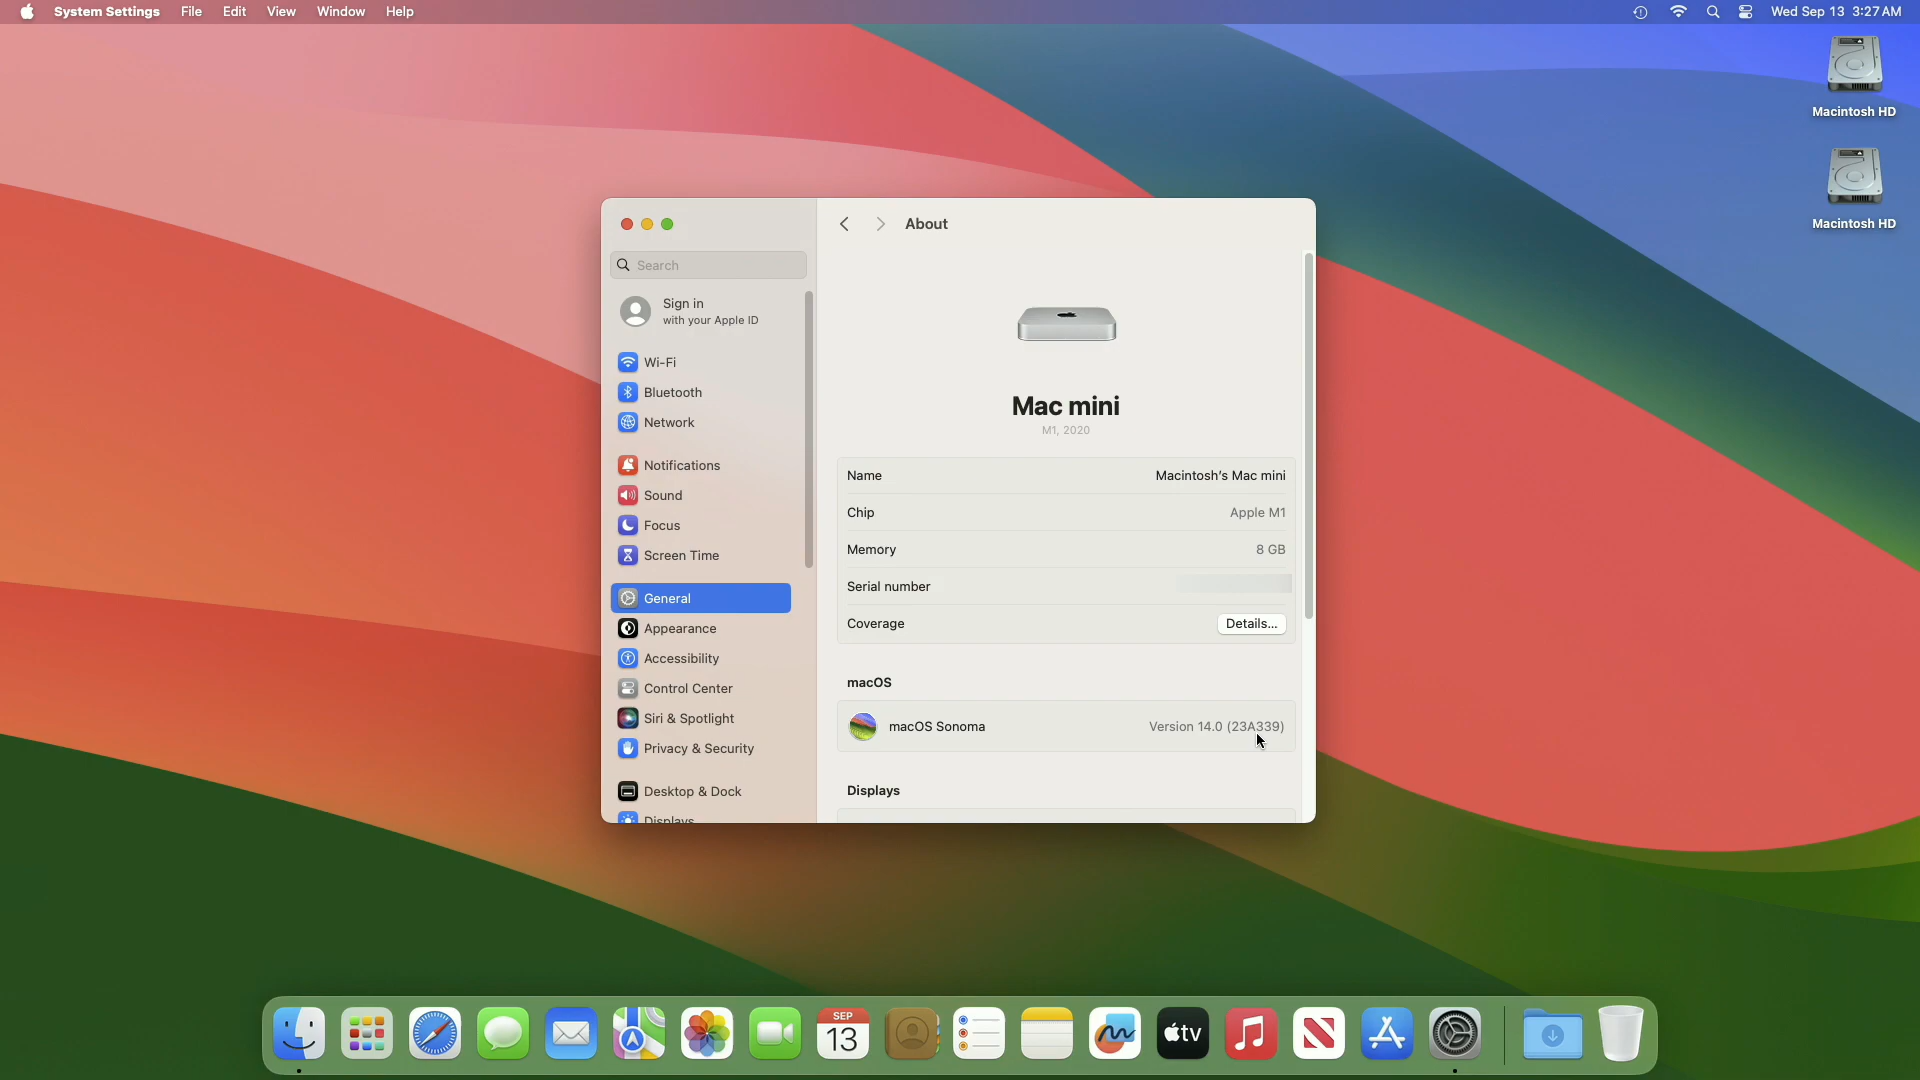 System Settings File Edit View Window Help Wed Sep 13 3:27 AM
Macintosh HD
Macintosh HD
About
Search
Sign in
with your Apple ID
Wi-Fi
Bluetooth
Network
Notifications
Sound
Focus
Screen Time
General
Appearance
Accessibility
Control Center
Siri & Spotlight
Privacy & Security
Desktop & Dock
Displays
Mac mini
M1, 2020
Name Macintosh's Mac mini
Chip Apple M1
Memory 8 GB
Serial number
Coverage Details...
macOS
macOS Sonoma Version 14.0 (23A339)
Displays
SEP
13
tv